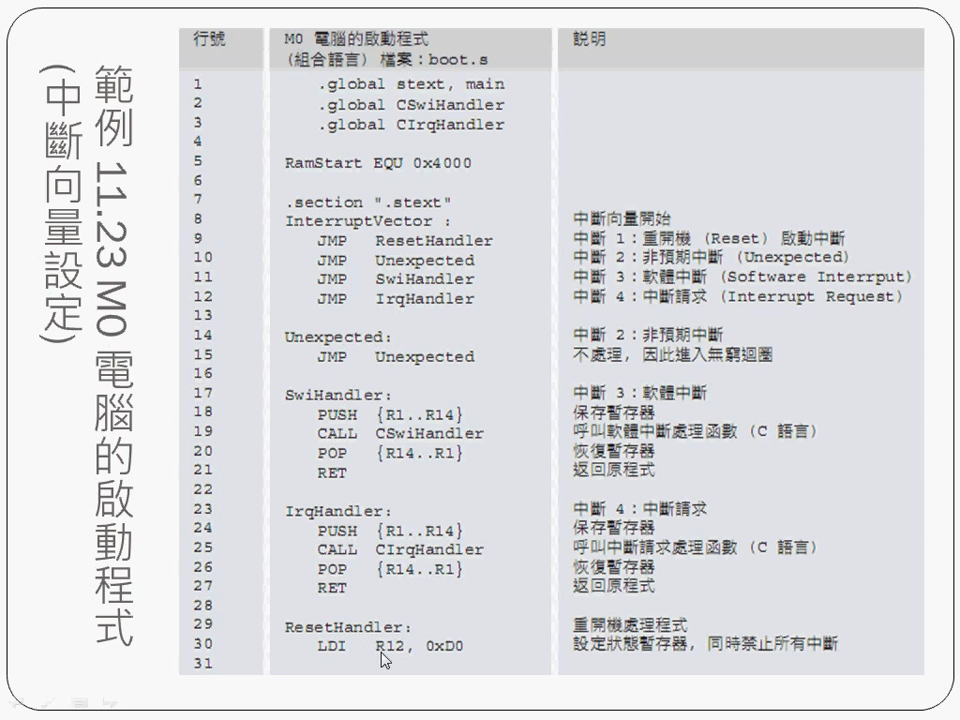 範例 11.23 M0 電腦的啟動程式
(中斷向量設定)
行號 M0 電腦的啟動程式 說明
(組合語言) 檔案:boot.s
1 .global stext, main
2 .global CSwiHandler
3 .global CIrqHandler
4
5 RamStart EQU 0x4000
6
7 .section ".stext"
8 InterruptVector : 中斷向量開始
9 JMP ResetHandler 中斷 1:重開機 (Reset) 啟動中斷
10 JMP Unexpected 中斷 2:非預期中斷 (Unexpected)
11 JMP SwiHandler 中斷 3:軟體中斷 (Software Interrput)
12 JMP IrqHandler 中斷 4:中斷請求 (Interrupt Request)
13
14 Unexpected: 中斷 2:非預期中斷
15 JMP Unexpected 不處理, 因此進入無窮迴圈
16
17 SwiHandler: 中斷 3:軟體中斷
18 PUSH {R1..R14} 保存暫存器
19 CALL CSwiHandler 呼叫軟體中斷處理函數 (C 語言)
20 POP {R14..R1} 恢復暫存器
21 RET 返回原程式
22
23 IrqHandler: 中斷 4:中斷請求
24 PUSH {R1..R14} 保存暫存器
25 CALL CIrqHandler 呼叫中斷請求處理函數 (C 語言)
26 POP {R14..R1} 恢復暫存器
27 RET 返回原程式
28
29 ResetHandler: 重開機處理程式
30 LDI R12, 0xD0 設定狀態暫存器, 同時禁止所有中斷
31